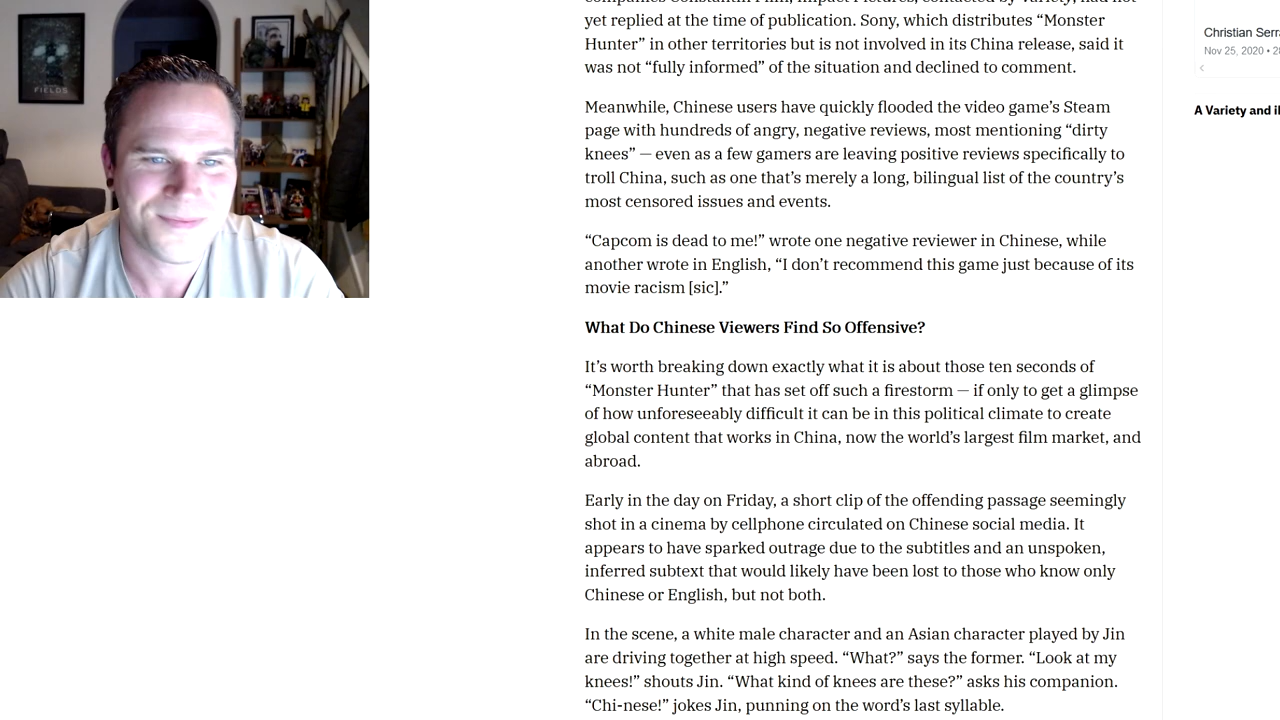 FIELDS
yet replied at the time of publication. Sony, which distributes “Monster
Hunter” in other territories but is not involved in its China release, said it
was not “fully informed” of the situation and declined to comment.
Meanwhile, Chinese users have quickly flooded the video game’s Steam
page with hundreds of angry, negative reviews, most mentioning “dirty
knees” — even as a few gamers are leaving positive reviews specifically to
troll China, such as one that’s merely a long, bilingual list of the country’s
most censored issues and events.
“Capcom is dead to me!” wrote one negative reviewer in Chinese, while
another wrote in English, “I don’t recommend this game just because of its
movie racism [sic].”
What Do Chinese Viewers Find So Offensive?
It’s worth breaking down exactly what it is about those ten seconds of
“Monster Hunter” that has set off such a firestorm — if only to get a glimpse
of how unforeseeably difficult it can be in this political climate to create
global content that works in China, now the world’s largest film market, and
abroad.
Early in the day on Friday, a short clip of the offending passage seemingly
shot in a cinema by cellphone circulated on Chinese social media. It
appears to have sparked outrage due to the subtitles and an unspoken,
inferred subtext that would likely have been lost to those who know only
Chinese or English, but not both.
In the scene, a white male character and an Asian character played by Jin
are driving together at high speed. “What?” says the former. “Look at my
knees!” shouts Jin. “What kind of knees are these?” asks his companion.
“Chi-nese!” jokes Jin, punning on the word’s last syllable.
Christian Serr
Nov 25, 2020 • 2
A Variety and i